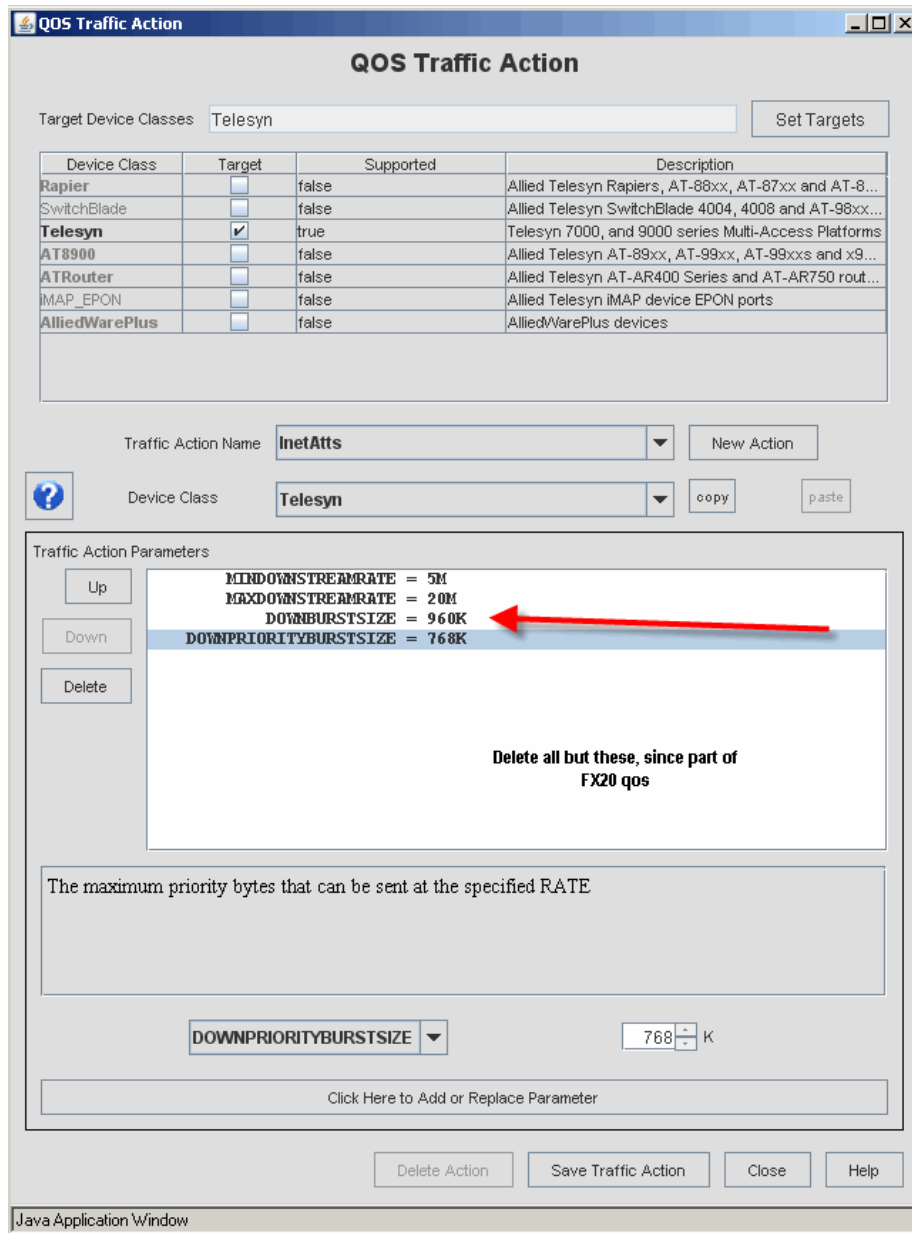 QOS Traffic Action
QOS Traffic Action
Target Device Classes Telesyn Set Targets
Device Class Target Supported Description
Rapier false Allied Telesyn Rapiers, AT-88xx, AT-87xx and AT-8...
SwitchBlade false Allied Telesyn SwitchBlade 4004, 4008 and AT-98xx...
Telesyn true Telesyn 7000, and 9000 series Multi-Access Platforms
AT8900 false Allied Telesyn AT-89xx, AT-99xx, AT-99xxs and x9...
ATRouter false Allied Telesyn AT-AR400 Series and AT-AR750 rout...
iMAP_EPON false Allied Telesyn iMAP device EPON ports
AlliedWarePlus false AlliedWarePlus devices
Traffic Action Name InetAtts New Action
Device Class Telesyn copy paste
Traffic Action Parameters
Up
Down
Delete
MINDOWNSTREAMRATE = 5M
MAXDOWNSTREAMRATE = 20M
DOWNBURSTSIZE = 960K
DOWNPRIORITYBURSTSIZE = 768K
Delete all but these, since part of
FX20 qos
The maximum priority bytes that can be sent at the specified RATE
DOWNPRIORITYBURSTSIZE 768 K
Click Here to Add or Replace Parameter
Delete Action Save Traffic Action Close Help
Java Application Window